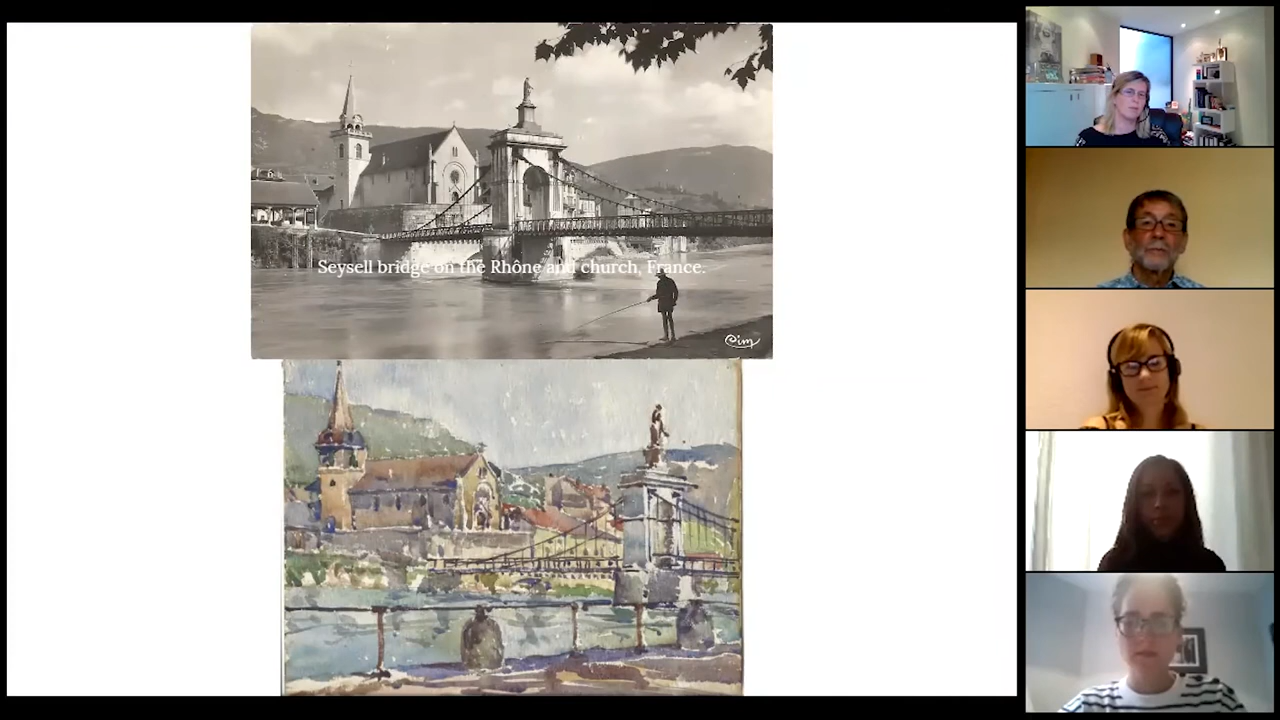 Seysell bridge on the Rhône and church, France.
Cim